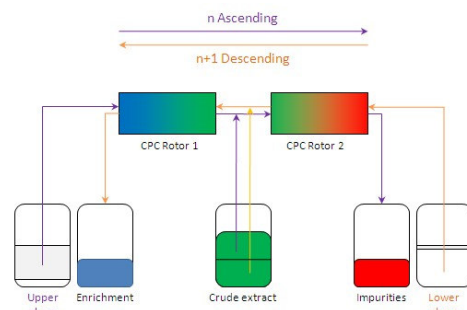 n Ascending
n+1 Descending
CPC Rotor 1
CPC Rotor 2
Upper
Enrichment
Crude extract
Impurities
Lower